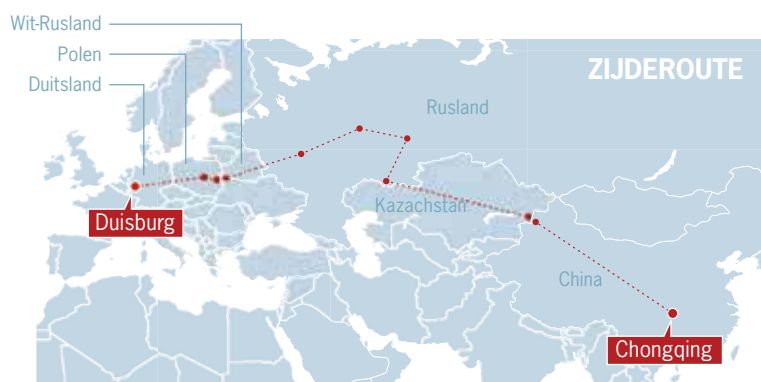 Wit-Rusland
Polen
Duitsland
ZIJDEROUTE
Rusland
Kazachstan
Duisburg
China
Chongqing